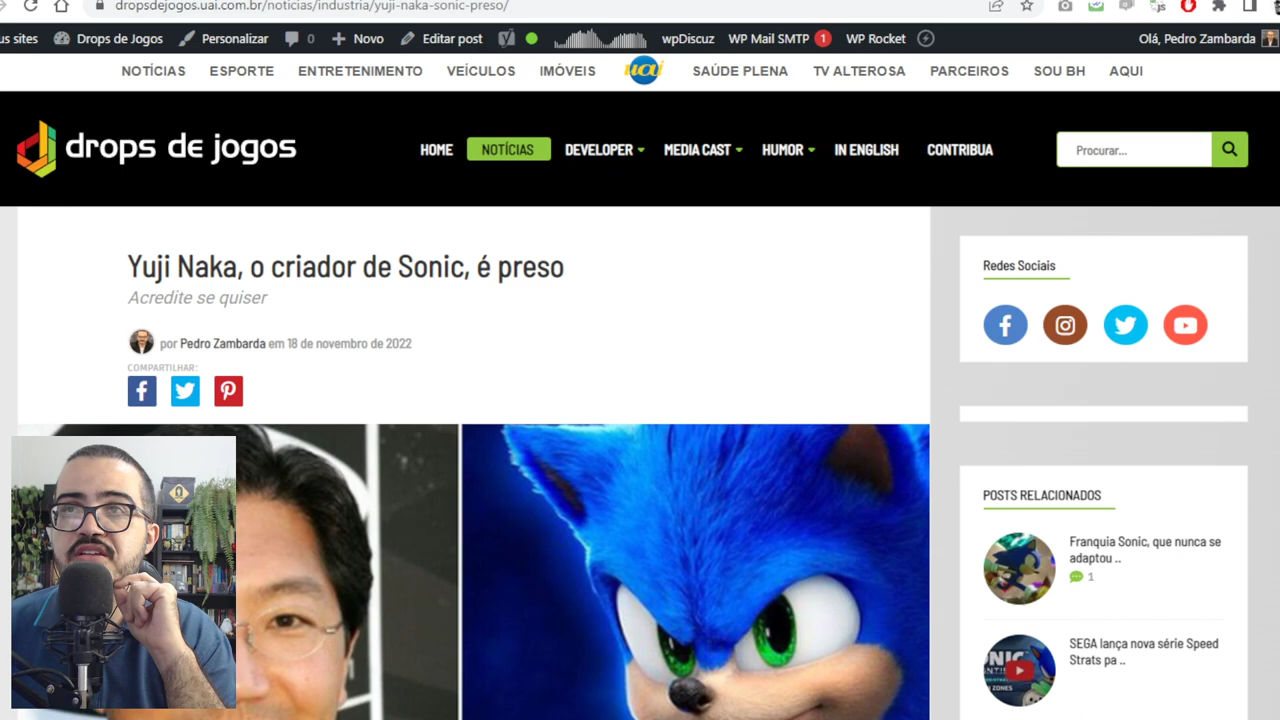 dropsdejogos.uai.com.br/noticias/industria/yuji-naka-sonic-preso/
us sites Drops de Jogos Personalizar 0 Novo Editar post wpDiscuz WP Mail SMTP 1 WP Rocket Olá, Pedro Zambarda
NOTÍCIAS ESPORTE ENTRETENIMENTO VEÍCULOS IMÓVEIS uai SAÚDE PLENA TV ALTEROSA PARCEIROS SOU BH AQUI
drops de jogos HOME NOTÍCIAS DEVELOPER MEDIA CAST HUMOR IN ENGLISH CONTRIBUA Procurar...
Yuji Naka, o criador de Sonic, é preso
Acredite se quiser
por Pedro Zambarda em 18 de novembro de 2022
COMPARTILHAR:
Redes Sociais
POSTS RELACIONADOS
Franquia Sonic, que nunca se
adaptou ..
1
SEGA lança nova série Speed
Strats pa ..